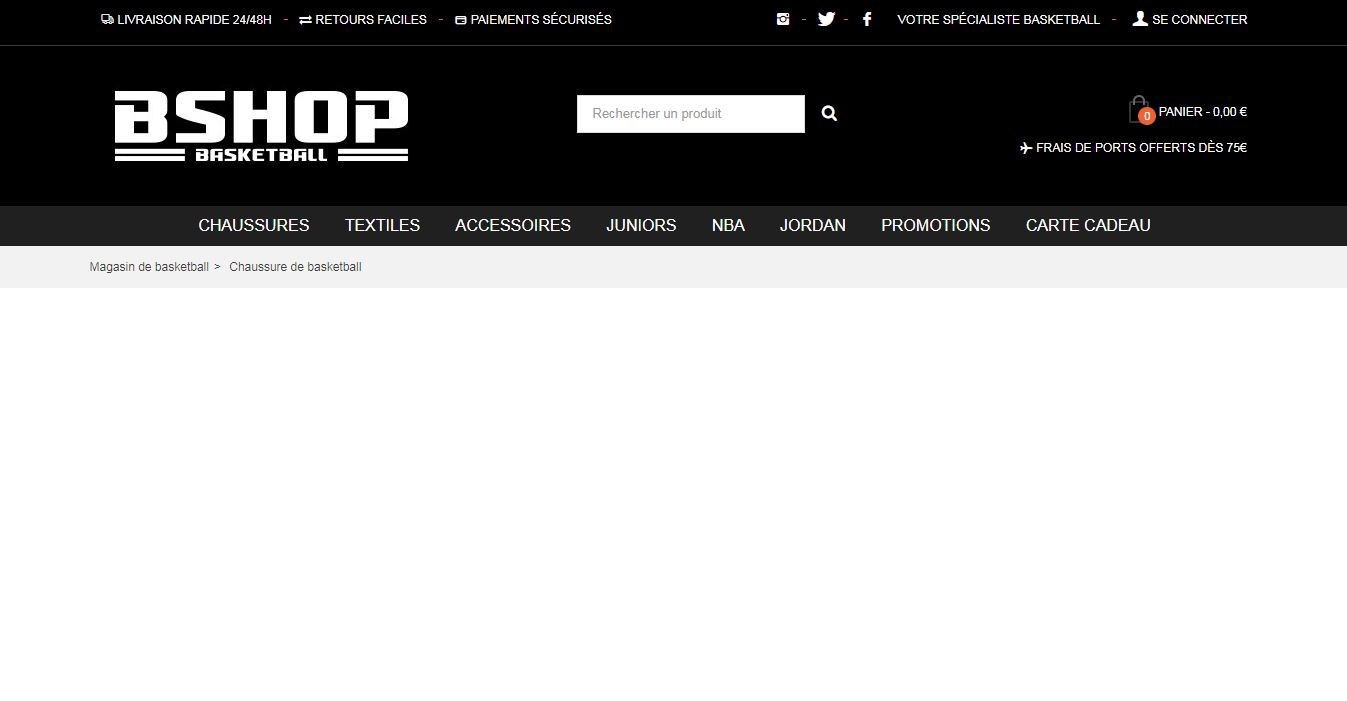 LIVRAISON RAPIDE 24/48H - RETOURS FACILES - PAIEMENTS SÉCURISÉS - - VOTRE SPÉCIALISTE BASKETBALL - SE CONNECTER
BSHOP
BASKETBALL
Rechercher un produit
0 PANIER - 0,00 €
FRAIS DE PORTS OFFERTS DÈS 75€
CHAUSSURES TEXTILES ACCESSOIRES JUNIORS NBA JORDAN PROMOTIONS CARTE CADEAU
Magasin de basketball > Chaussure de basketball